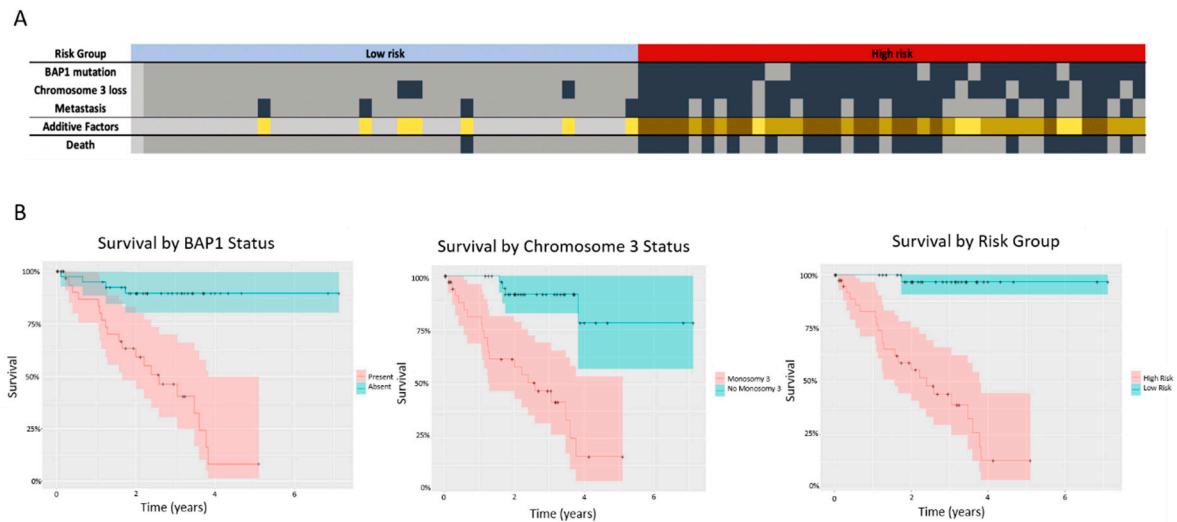 A
Risk Group Low risk High risk
BAP1 mutation
Chromosome 3 loss
Metastasis
Additive Factors
Death
B
Survival by BAP1 Status
Survival by Chromosome 3 Status
Survival by Risk Group
100%
75%
50%
25%
0%
Survival
0 2 4 6
Time (years)
Present
Absent
100%
75%
50%
25%
0%
Survival
0 2 4 6
Time (years)
Monosomy 3
No Monosomy 3
100%
75%
50%
25%
0%
Survival
0 2 4 6
Time (years)
High Risk
Low Risk